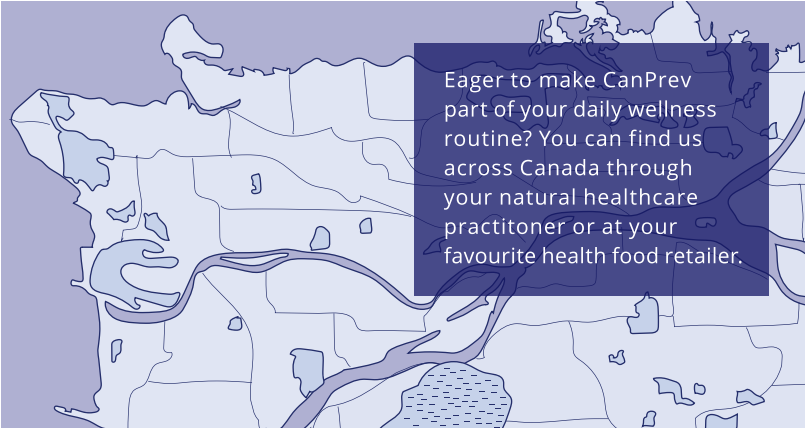 Eager to make CanPrev
part of your daily wellness
routine? You can find us
across Canada through
your natural healthcare
practitoner or at your
favourite health food retailer.